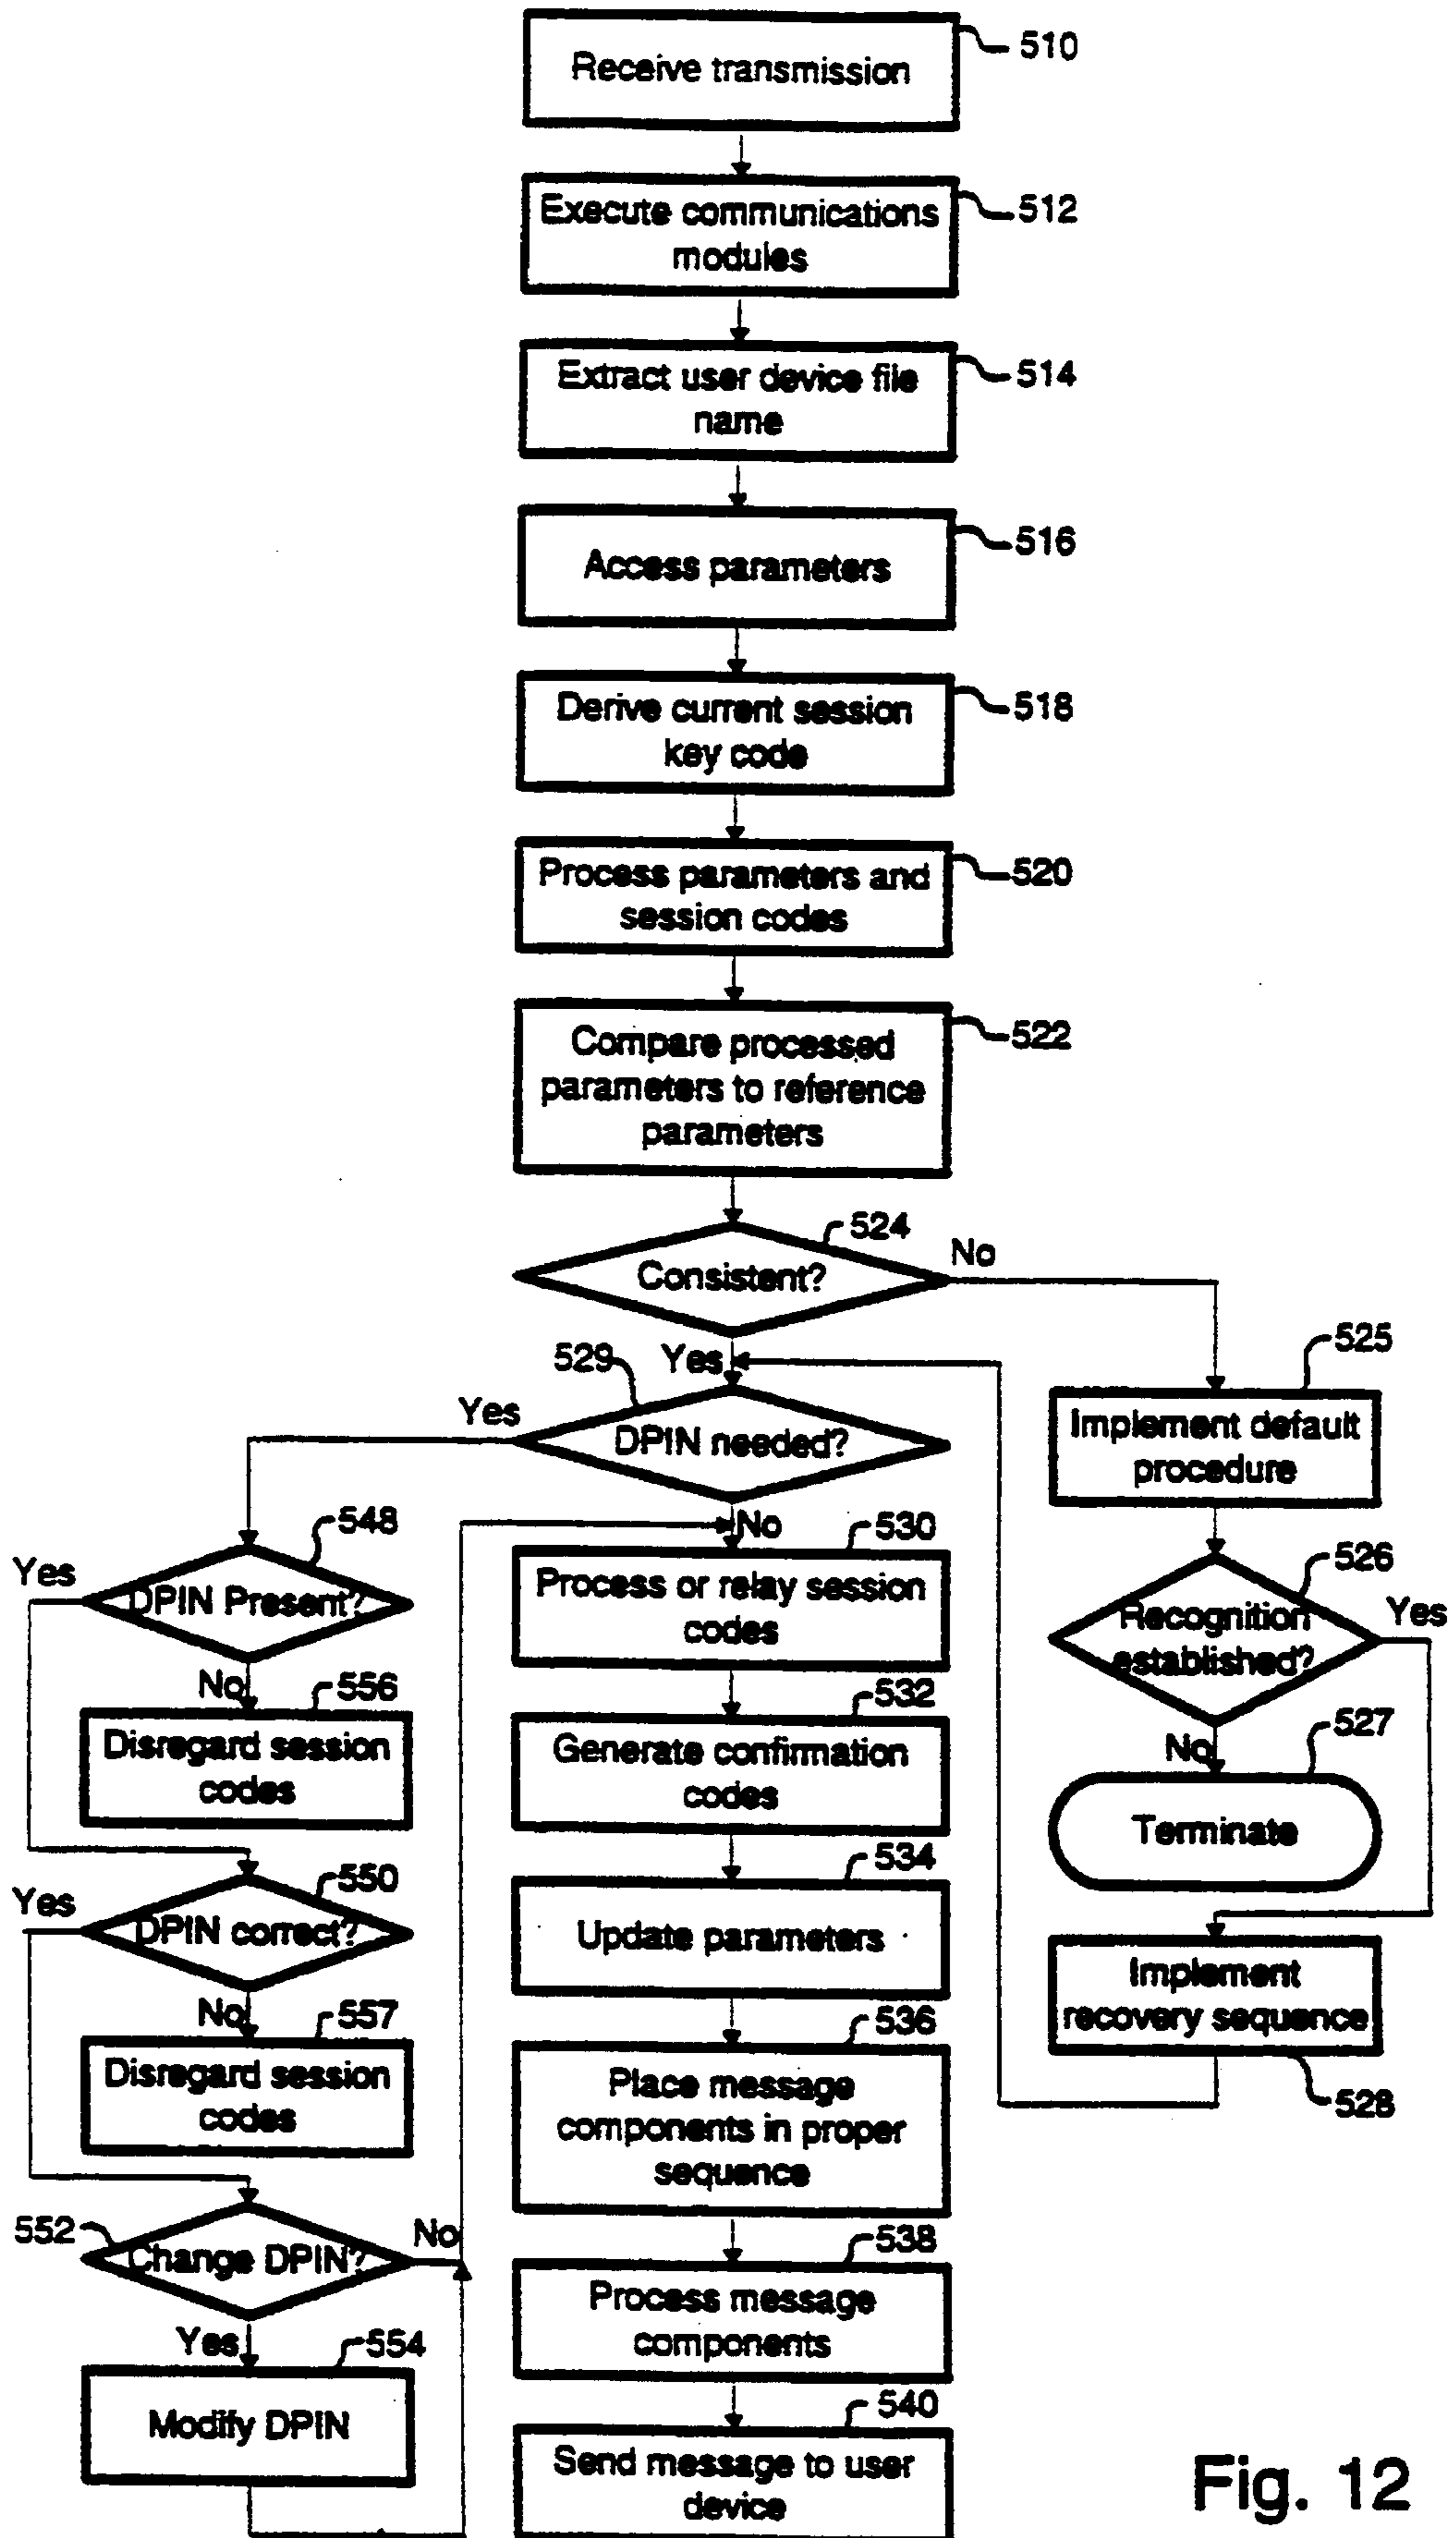 Receive transmission
510
Execute communications
modules
512
Extract user device file
name
514
Access parameters
516
Derive current session
key code
518
Process parameters and
session codes
520
Compare processed
parameters to reference
parameters
522
524
Consistent?
No
Yes
525
Implement default
procedure
529
DPIN needed?
Yes
No
526
Recognition
established?
Yes
No
527
Terminate
Implement
recovery sequence
528
548
DPIN Present?
Yes
No
556
Disregard session
codes
550
DPIN correct?
Yes
No
557
Disregard session
codes
552
Change DPIN?
No
Yes
554
Modify DPIN
530
Process or relay session
codes
532
Generate confirmation
codes
534
Update parameters
536
Place message
components in proper
sequence
538
Process message
components
540
Send message to user
device
Fig. 12